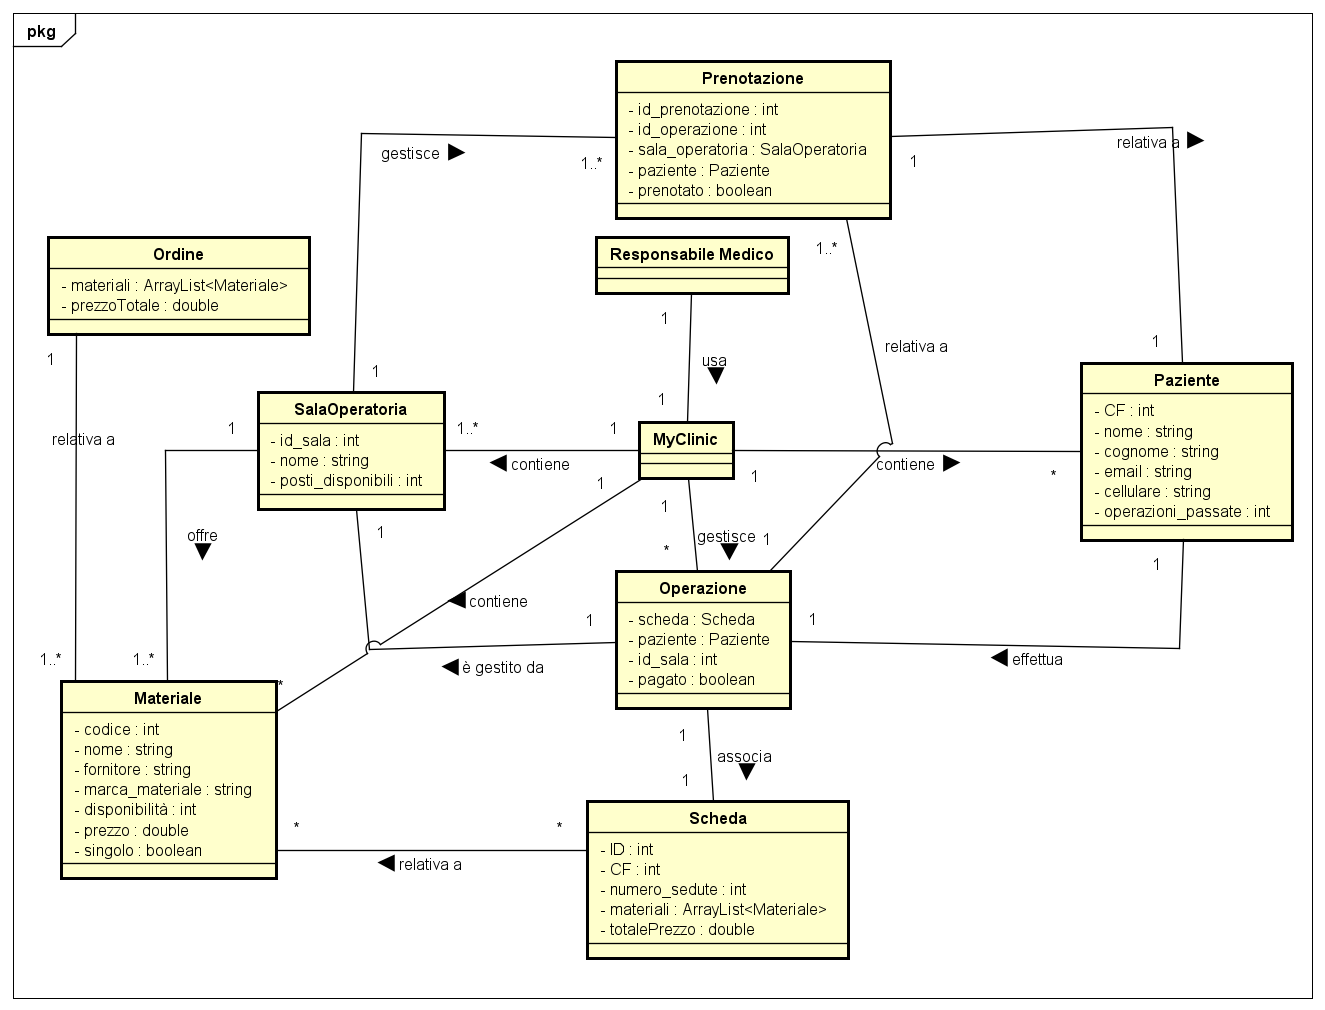 pkg
Prenotazione
- id_prenotazione : int
- id_operazione : int
- sala_operatoria : SalaOperatoria
- paziente : Paziente
- prenotato : boolean
gestisce
1..*
1
relativa a
Ordine
- materiali : ArrayList<Materiale>
- prezzoTotale : double
Responsabile Medico
1..*
1
1
relativa a
1
1
usa
relativa a
1
SalaOperatoria
- id_sala : int
- nome : string
- posti_disponibili : int
1
1..*
contiene
1
MyClinic
1
contiene
*
Paziente
- CF : int
- nome : string
- cognome : string
- email : string
- cellulare : string
- operazioni_passate : int
1
offre
1
1
1
gestisce
*
1
1
contiene
Operazione
- scheda : Scheda
- paziente : Paziente
- id_sala : int
- pagato : boolean
1
è gestito da
1
effettua
1..*
1..*
*
Materiale
- codice : int
- nome : string
- fornitore : string
- marca_materiale : string
- disponibilità : int
- prezzo : double
- singolo : boolean
1
associa
1
*
*
relativa a
Scheda
- ID : int
- CF : int
- numero_sedute : int
- materiali : ArrayList<Materiale>
- totalePrezzo : double